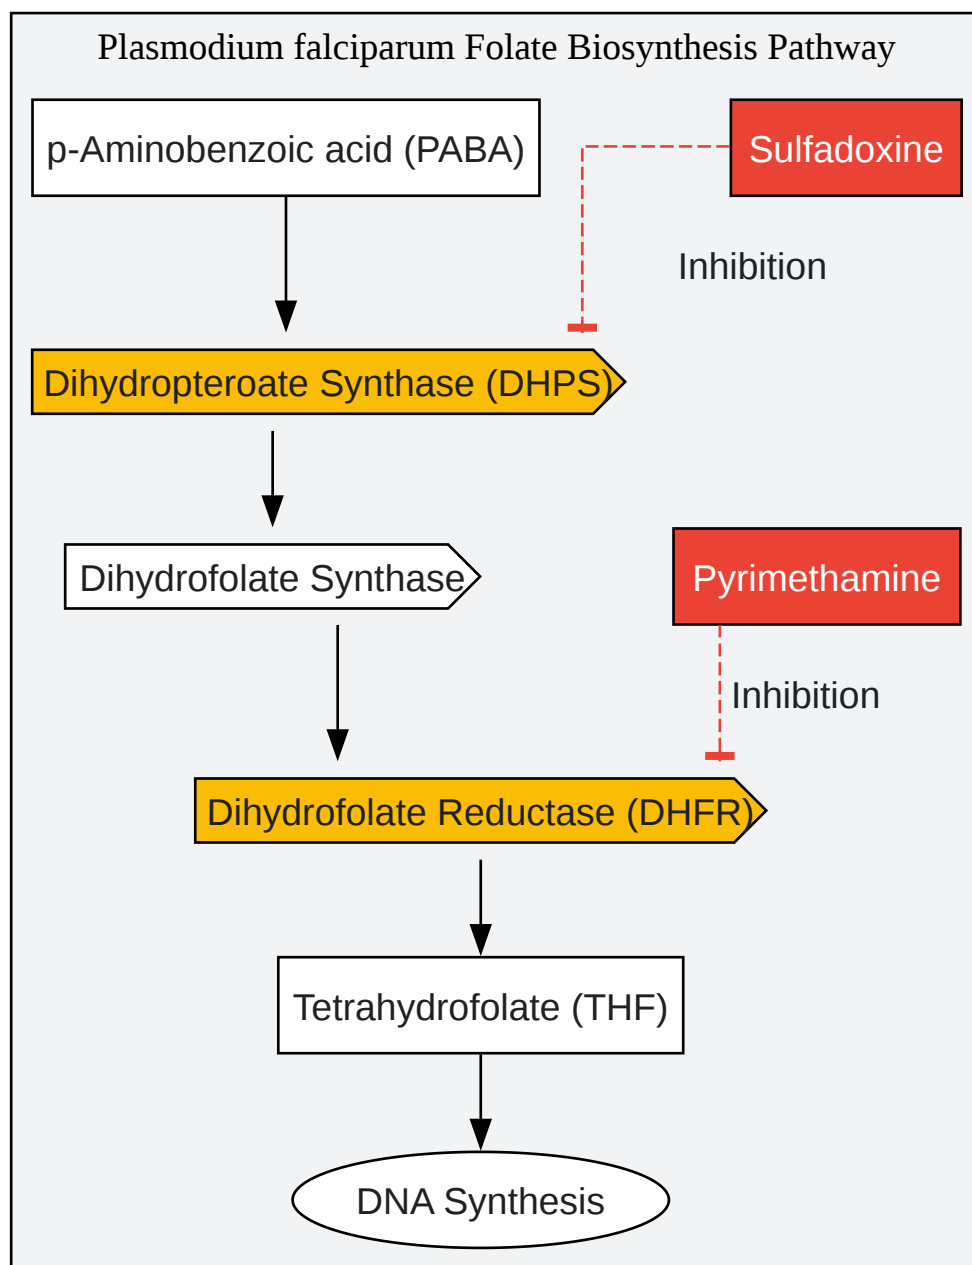 Plasmodium falciparum Folate Biosynthesis Pathway
p-Aminobenzoic acid (PABA)
Sulfadoxine
Inhibition
Dihydropteroate Synthase (DHPS)
Dihydrofolate Synthase
Pyrimethamine
Inhibition
Dihydrofolate Reductase (DHFR)
Tetrahydrofolate (THF)
DNA Synthesis